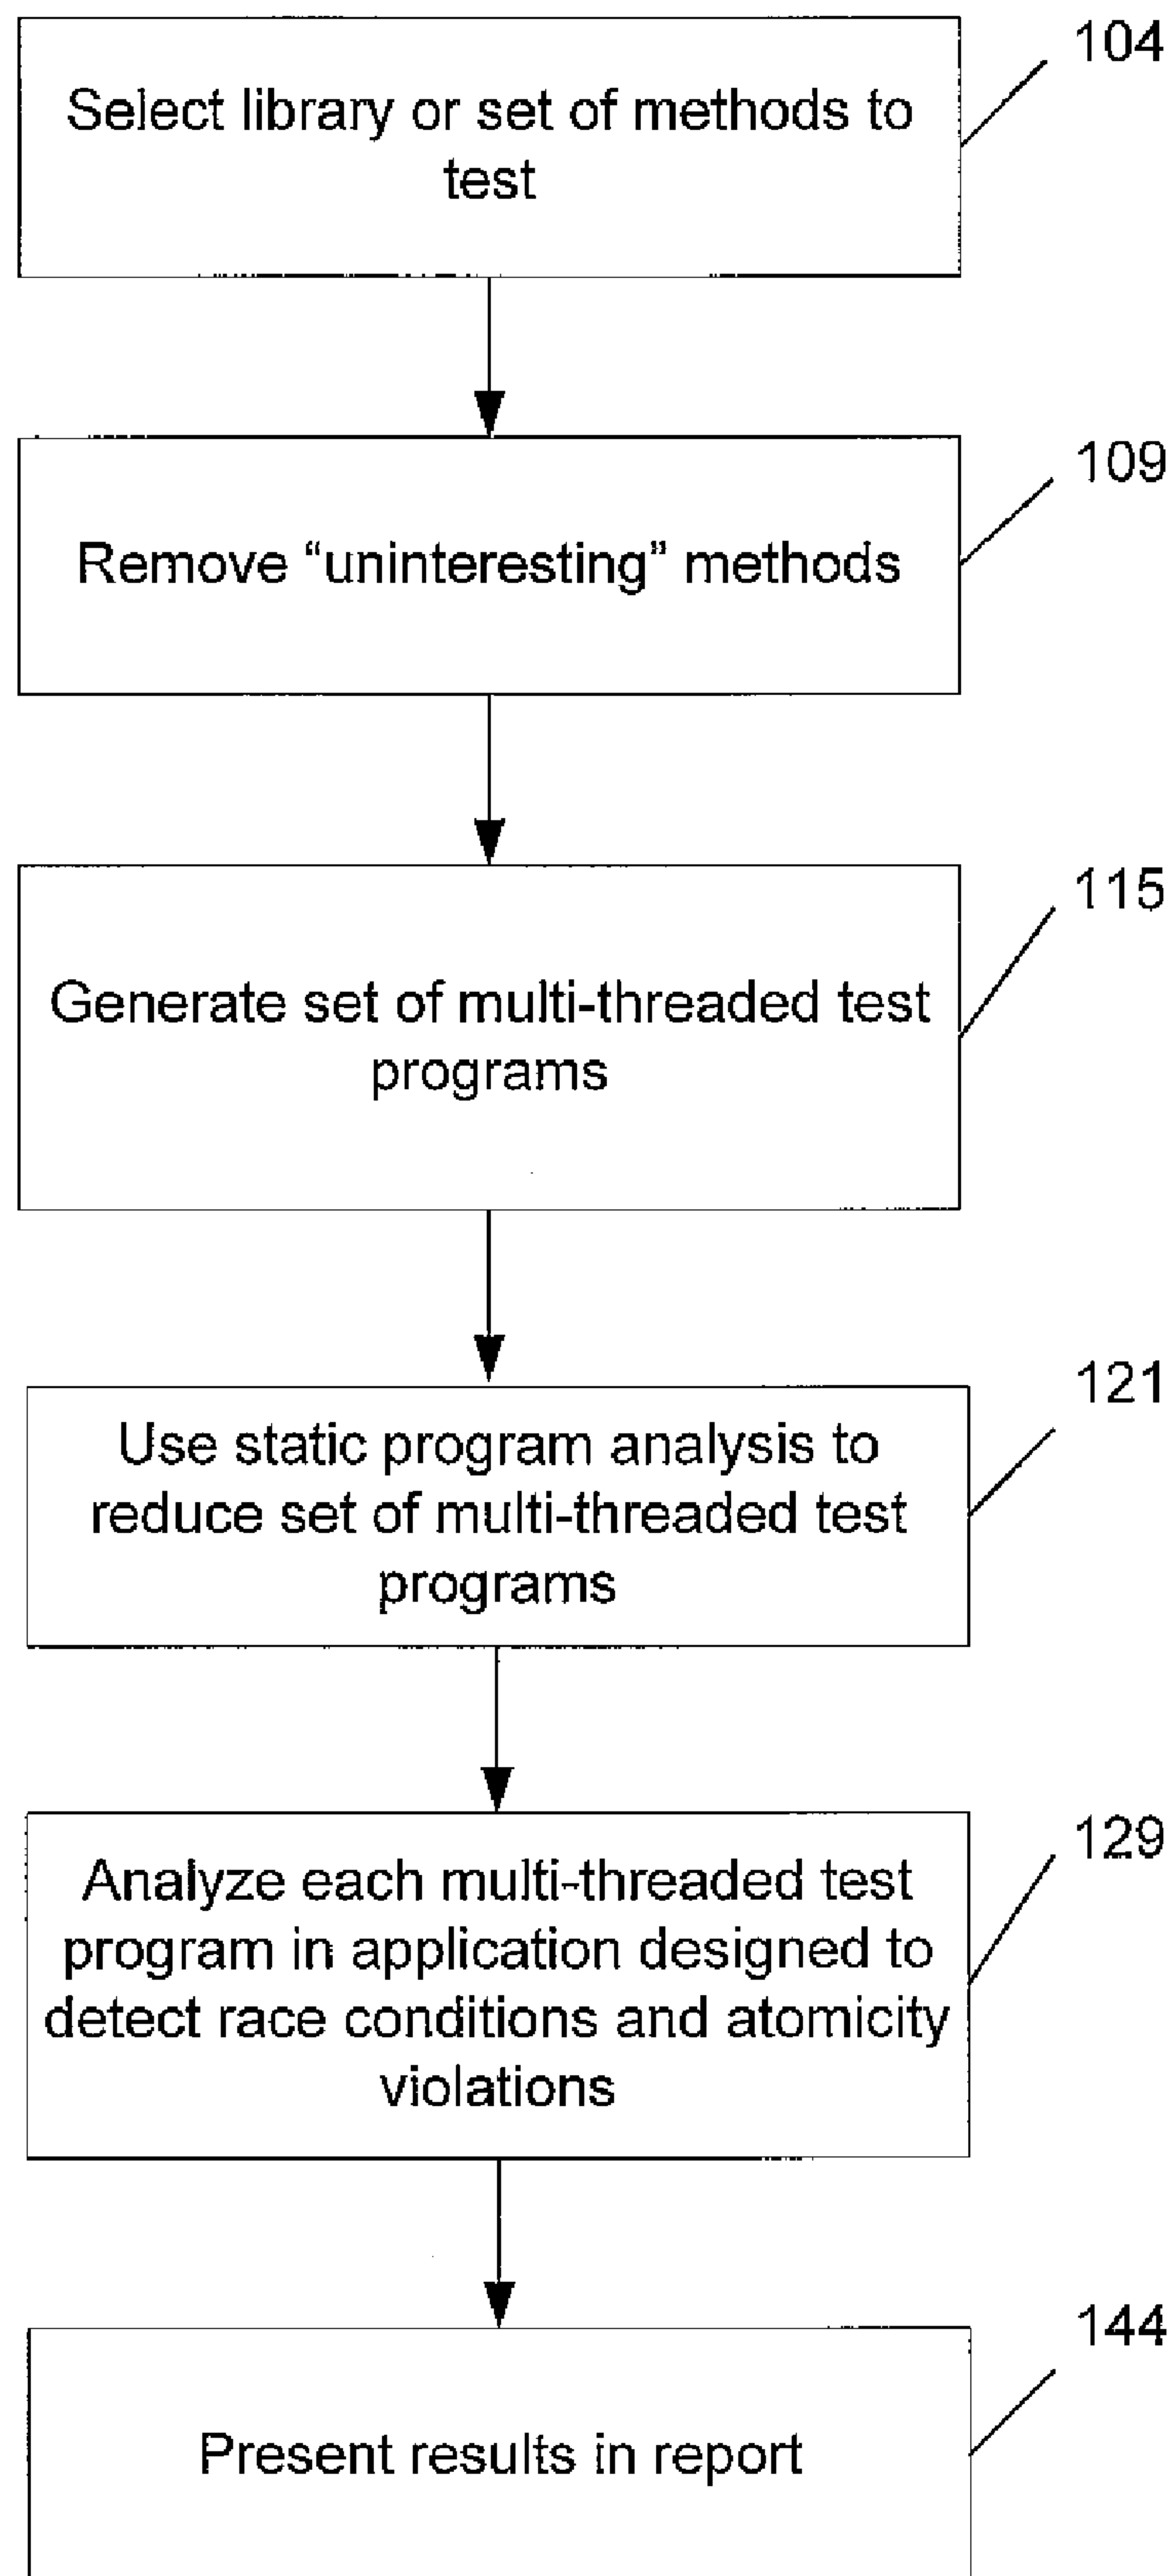 104
Select library or set of methods to
test
109
Remove “uninteresting” methods
115
Generate set of multi-threaded test
programs
121
Use static program analysis to
reduce set of multi-threaded test
programs
129
Analyze each multi-threaded test
program in application designed to
detect race conditions and atomicity
violations
144
Present results in report